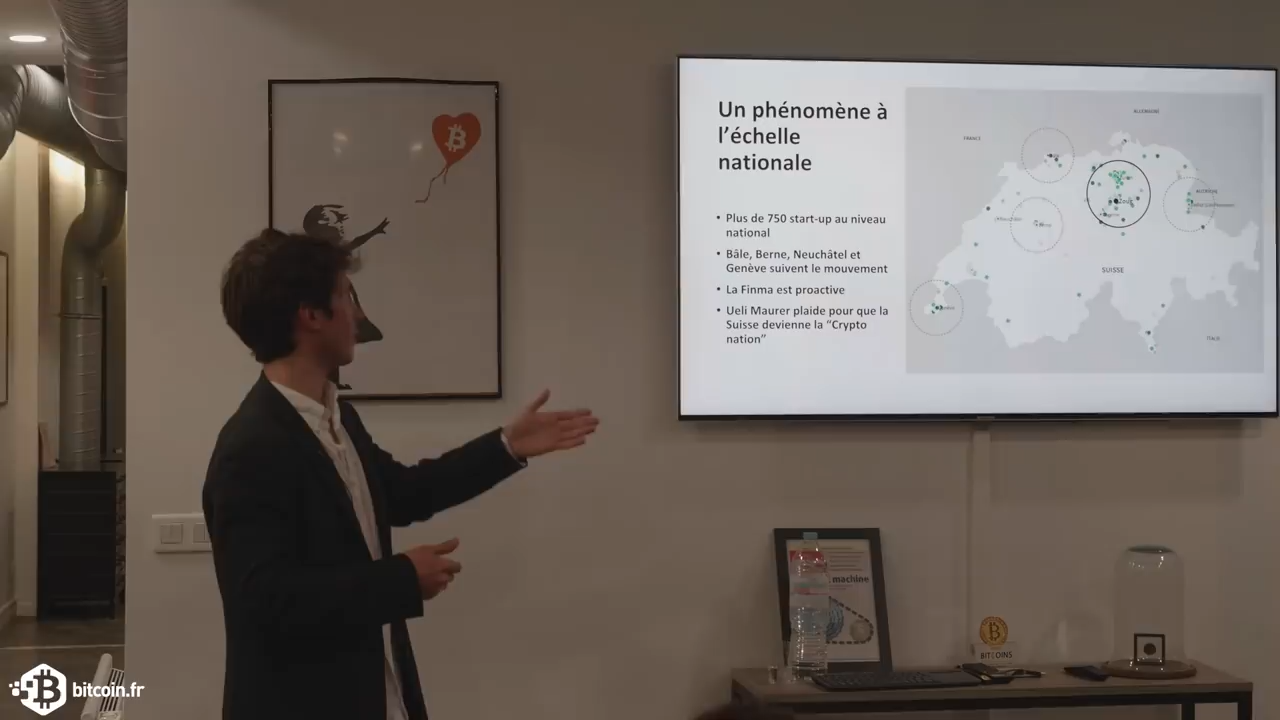 Un phénomène à
l'échelle
nationale
• Plus de 750 start-up au niveau
national
• Bâle, Berne, Neuchâtel et
Genève suivent le mouvement
• La Finma est proactive
• Ueli Maurer plaide pour que la
Suisse devienne la "Crypto
nation"
ALLEMAGNE
FRANCE
Zoug
SUISSE
ITALIE
machine
BITCOINS
bitcoin.fr